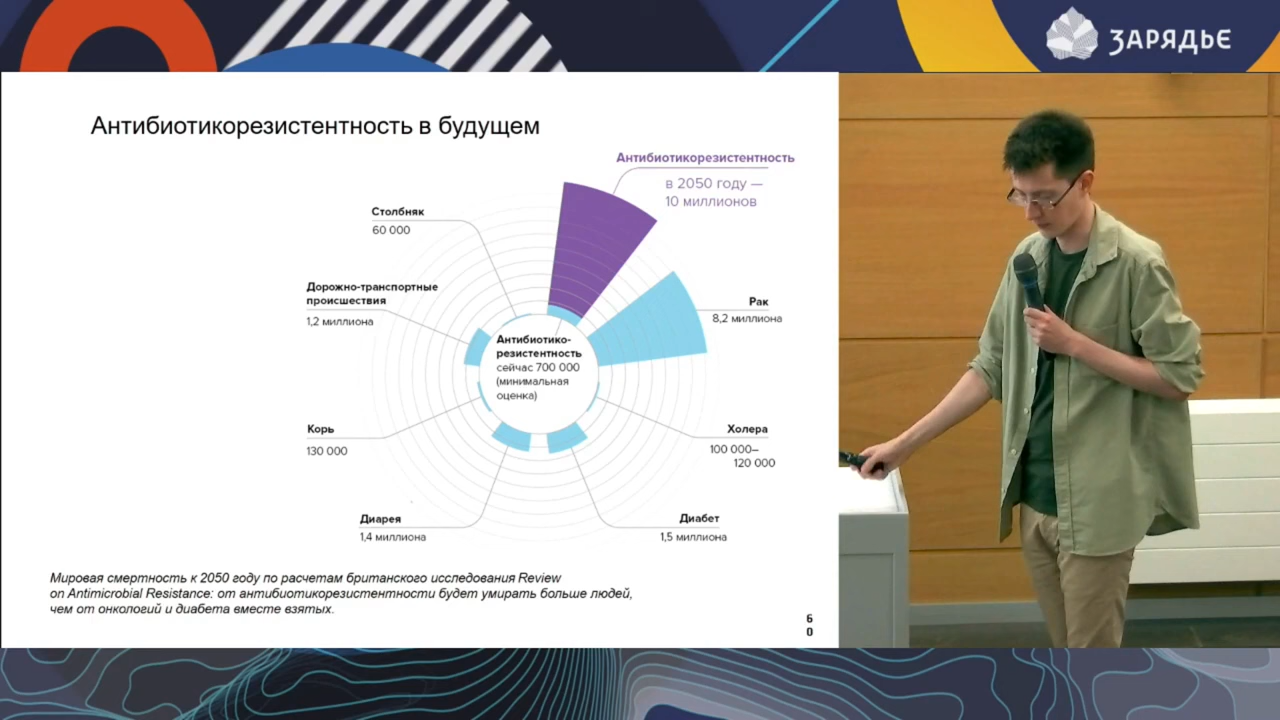 ЗАРЯДЬЕ
Антибиотикорезистентность в будущем
Антибиотикорезистентность
в 2050 году —
10 миллионов
Столбняк
60 000
Дорожно-транспортные
происшествия
1,2 миллиона
Рак
8,2 миллиона
Антибиотико-
резистентность
сейчас 700 000
(минимальная
оценка)
Корь
130 000
Холера
100 000–
120 000
Диарея
1,4 миллиона
Диабет
1,5 миллиона
Мировая смертность к 2050 году по расчетам британского исследования Review
on Antimicrobial Resistance: от антибиотикорезистентности будет умирать больше людей,
чем от онкологий и диабета вместе взятых.
6
0